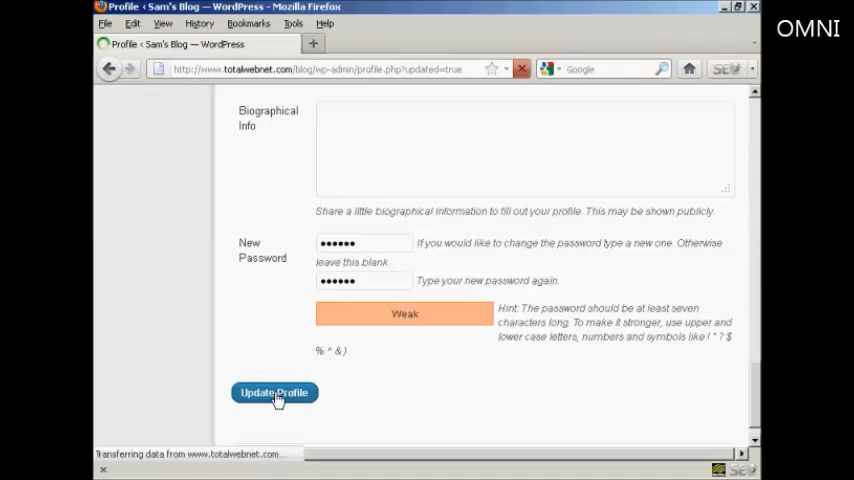 Profile ‹ Sam's Blog — WordPress - Mozilla Firefox
OMNI
File Edit View History Bookmarks Tools Help
Profile ‹ Sam's Blog — WordPress
http://www.totalwebnet.com/blog/wp-admin/profile.php?updated=true
Google
SEO
Biographical
Info
Share a little biographical information to fill out your profile. This may be shown publicly.
New
Password
•••••• If you would like to change the password type a new one. Otherwise
leave this blank.
•••••• Type your new password again.
Weak
Hint: The password should be at least seven
characters long. To make it stronger, use upper and
lower case letters, numbers and symbols like ! " ? $
% ^ & ).
Update Profile
Transferring data from www.totalwebnet.com...
SEO